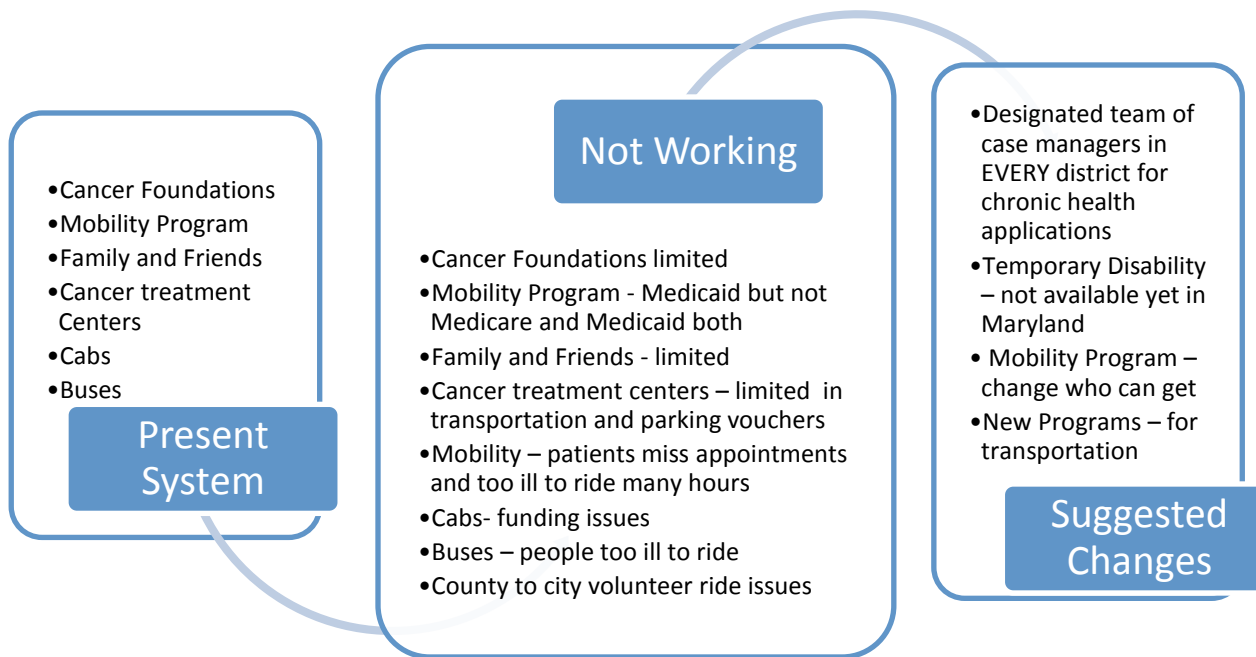 •Cancer Foundations
•Mobility Program
•Family and Friends
•Cancer treatment
Centers
•Cabs
•Buses
Present
System
Not Working
•Cancer Foundations limited
•Mobility Program - Medicaid but not
Medicare and Medicaid both
•Family and Friends - limited
•Cancer treatment centers – limited in
transportation and parking vouchers
•Mobility – patients miss appointments
and too ill to ride many hours
•Cabs- funding issues
•Buses – people too ill to ride
•County to city volunteer ride issues
•Designated team of
case managers in
EVERY district for
chronic health
applications
•Temporary Disability
– not available yet in
Maryland
• Mobility Program –
change who can get
•New Programs – for
transportation
Suggested
Changes